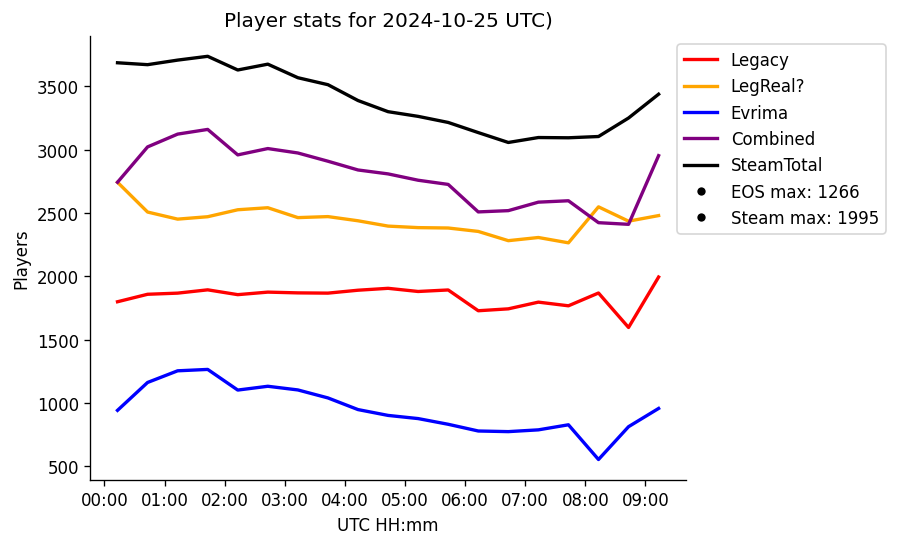 Player stats for 2024-10-25 UTC)
Legacy
LegReal?
Evrima
Combined
SteamTotal
EOS max: 1266
Steam max: 1995
Players
3500
3000
2500
2000
1500
1000
500
00:00 01:00 02:00 03:00 04:00 05:00 06:00 07:00 08:00 09:00
UTC HH:mm